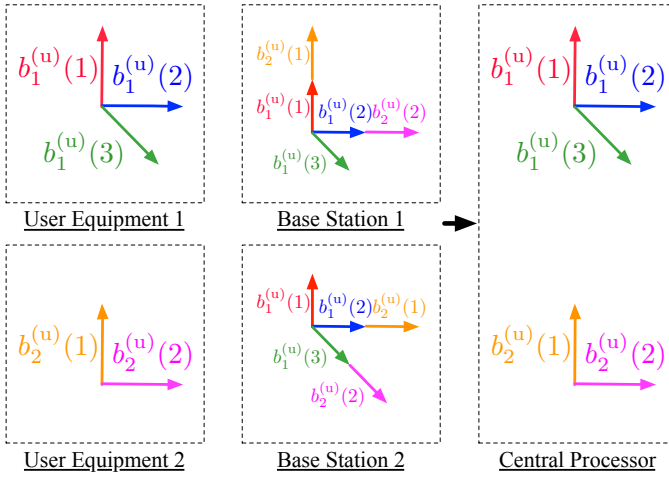 b_1^{(u)}(1) b_1^{(u)}(2)
b_1^{(u)}(3)
User Equipment 1
b_2^{(u)}(1)
b_1^{(u)}(1) b_1^{(u)}(2) b_2^{(u)}(2)
b_1^{(u)}(3)
Base Station 1
b_1^{(u)}(1) b_1^{(u)}(2)
b_1^{(u)}(3)
b_2^{(u)}(1) b_2^{(u)}(2)
User Equipment 2
b_1^{(u)}(1) b_1^{(u)}(2) b_2^{(u)}(1)
b_1^{(u)}(3)
b_2^{(u)}(2)
Base Station 2
b_2^{(u)}(1) b_2^{(u)}(2)
Central Processor